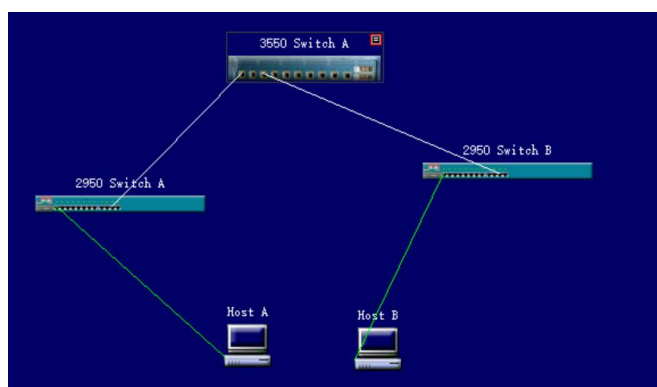 3550 Switch A
2950 Switch B
2950 Switch A
Host A
Host B